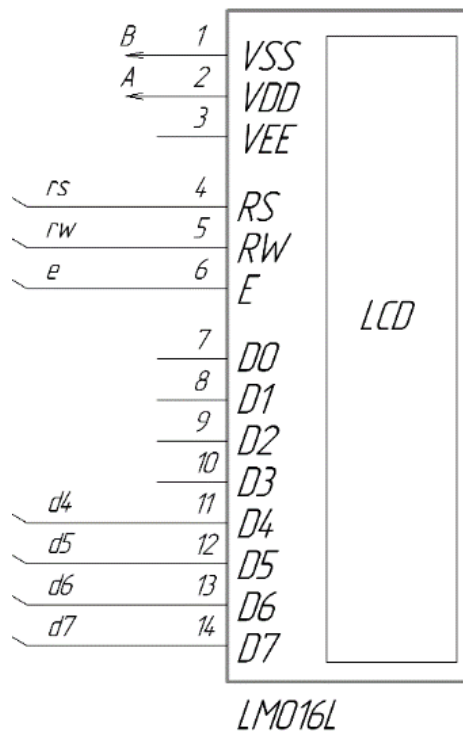 B 1 VSS
A 2 VDD
3 VEE
rs 4 RS
rw 5 RW
e 6 E
LCD
7 D0
8 D1
9 D2
10 D3
d4 11 D4
d5 12 D5
d6 13 D6
d7 14 D7
LM016L